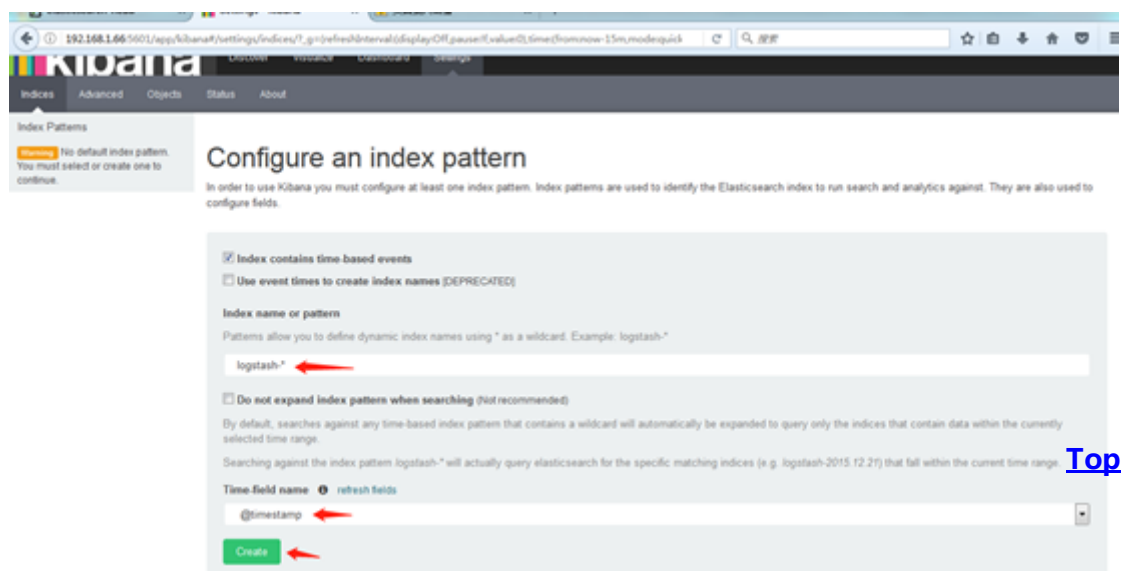 192.168.1.66:5601/app/kibana#/settings/indices/?_g=(refreshInterval:(display:Off,pause:!f,value:0),time:(from:now-15m,mode:quick
搜索
kibana
Discover Visualize Dashboard Settings
Indices Advanced Objects Status About
Index Patterns
Warning No default index pattern.
You must select or create one to
continue.
Configure an index pattern
In order to use Kibana you must configure at least one index pattern. Index patterns are used to identify the Elasticsearch index to run search and analytics against. They are also used to
configure fields.
Index contains time-based events
Use event times to create index names [DEPRECATED]
Index name or pattern
Patterns allow you to define dynamic index names using * as a wildcard. Example: logstash-*
logstash-*
Do not expand index pattern when searching (Not recommended)
By default, searches against any time-based index pattern that contains a wildcard will automatically be expanded to query only the indices that contain data within the currently
selected time range.
Searching against the index pattern logstash-* will actually query elasticsearch for the specific matching indices (e.g. logstash-2015.12.21) that fall within the current time range.
Top
Time-field name refresh fields
@timestamp
Create